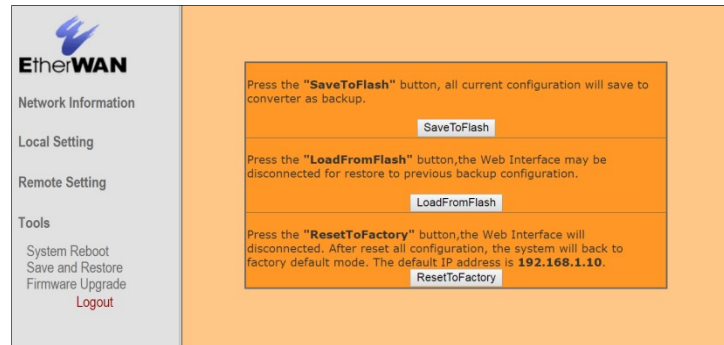 EtherWAN
Network Information
Local Setting
Remote Setting
Tools
System Reboot
Save and Restore
Firmware Upgrade
Logout
Press the "SaveToFlash" button, all current configuration will save to
converter as backup.
SaveToFlash
Press the "LoadFromFlash" button,the Web Interface may be
disconnected for restore to previous backup configuration.
LoadFromFlash
Press the "ResetToFactory" button,the Web Interface will
disconnected. After reset all configuration, the system will back to
factory default mode. The default IP address is 192.168.1.10.
ResetToFactory